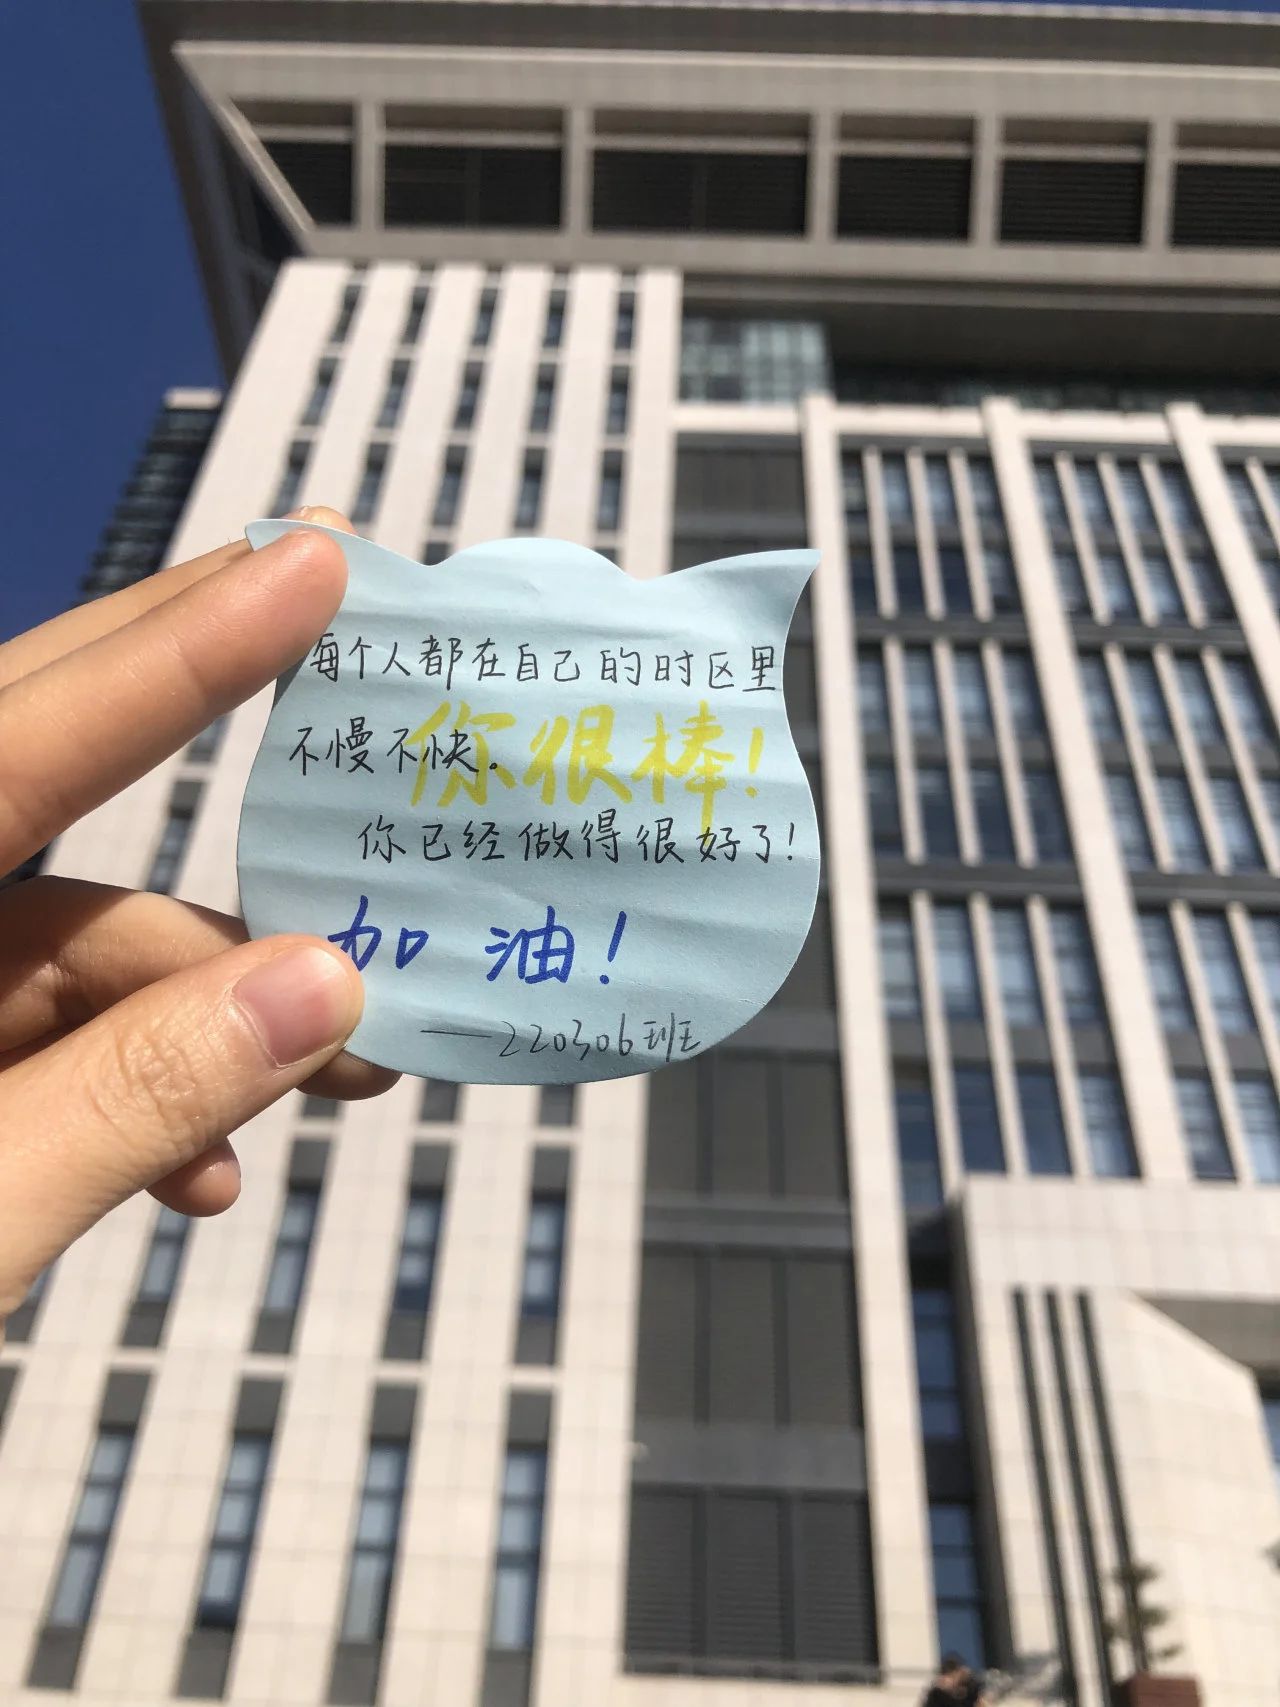 每个人都在自己的时区里
不慢不快。
你很棒！
你已经做得很好了！
加油！
——220306班